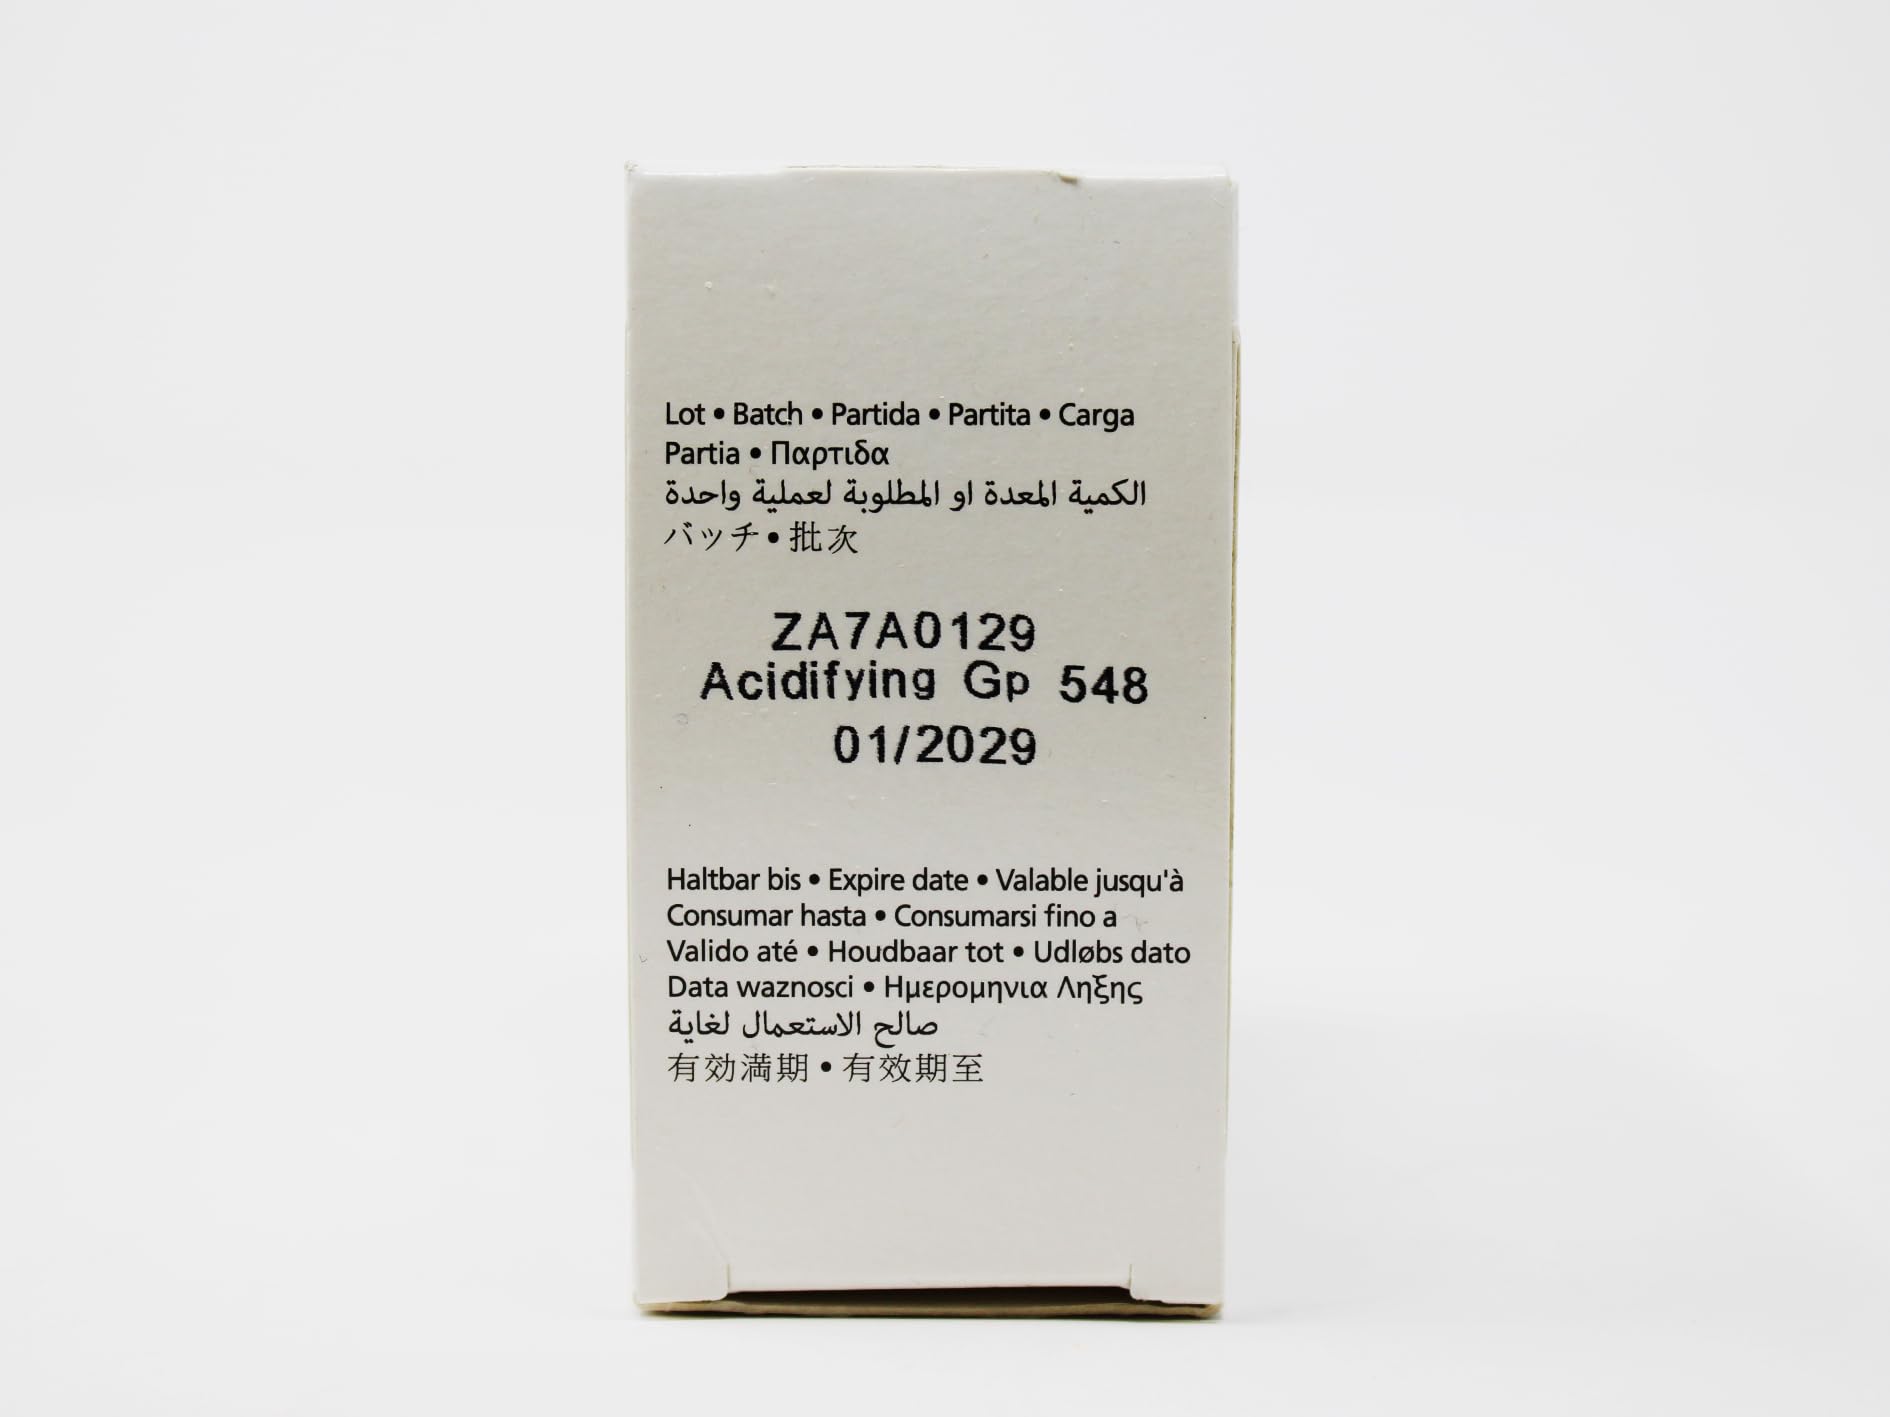 Lot • Batch • Partida • Partita • Carga
Partia • Παρτιδα
الكمية المعدة او المطلوبة لعملية واحدة
バッチ • 批次
ZA7A0129
Acidifying Gp 548
01/2029
Haltbar bis • Expire date • Valable jusqu'à
Consumar hasta • Consumarsi fino a
Valido até • Houdbaar tot • Udløbs dato
Data waznosci • Ημερομηνια Ληξης
صالح الاستعمال لغاية
有効満期 • 有效期至